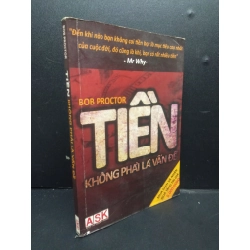 "Đến khi nào bạn không coi tiền bạc là mục tiêu cao nhất
của cuộc đời, đó cũng là khi, bạn có rất nhiều tiền"
- Mr Why
BOB PROCTOR
TIỀN
KHÔNG PHẢI LÀ VẤN ĐỀ
ASK